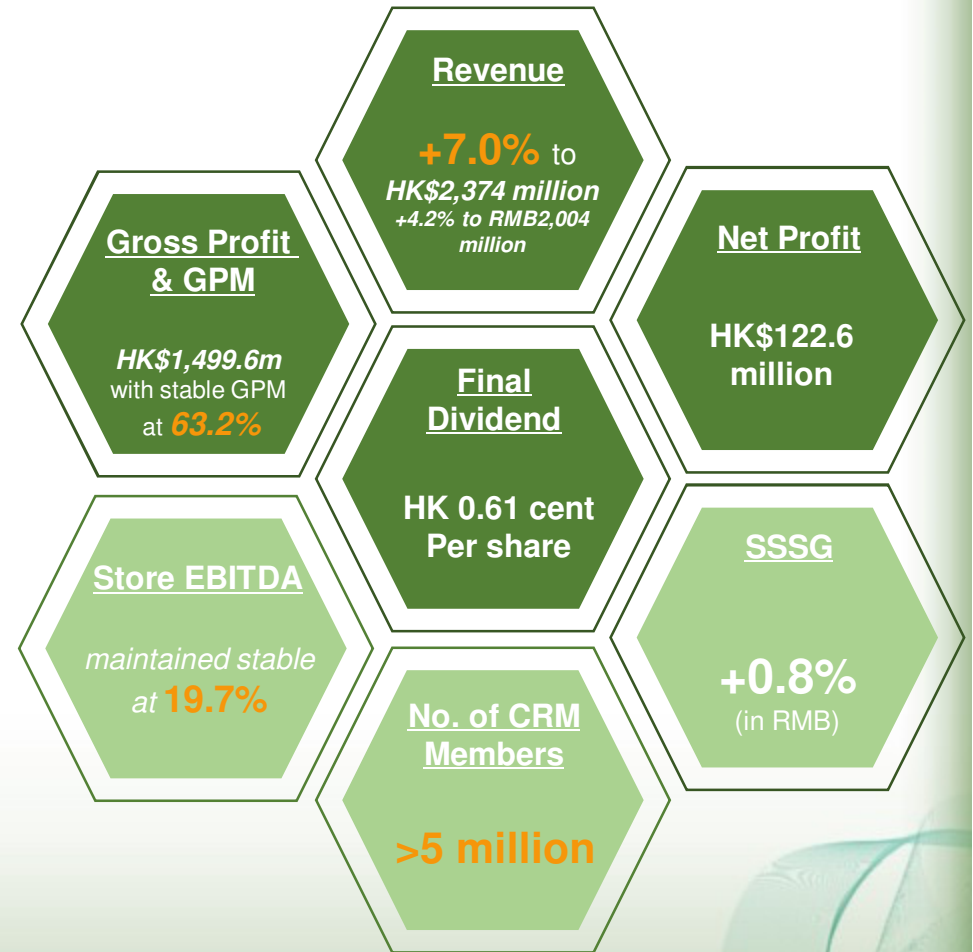 Revenue
+7.0% to
HK$2,374 million
+4.2% to RMB2,004
million
Gross Profit
& GPM
HK$1,499.6m
with stable GPM
at 63.2%
Net Profit
HK$122.6
million
Final
Dividend
HK 0.61 cent
Per share
Store EBITDA
maintained stable
at 19.7%
SSSG
+0.8%
(in RMB)
No. of CRM
Members
>5 million